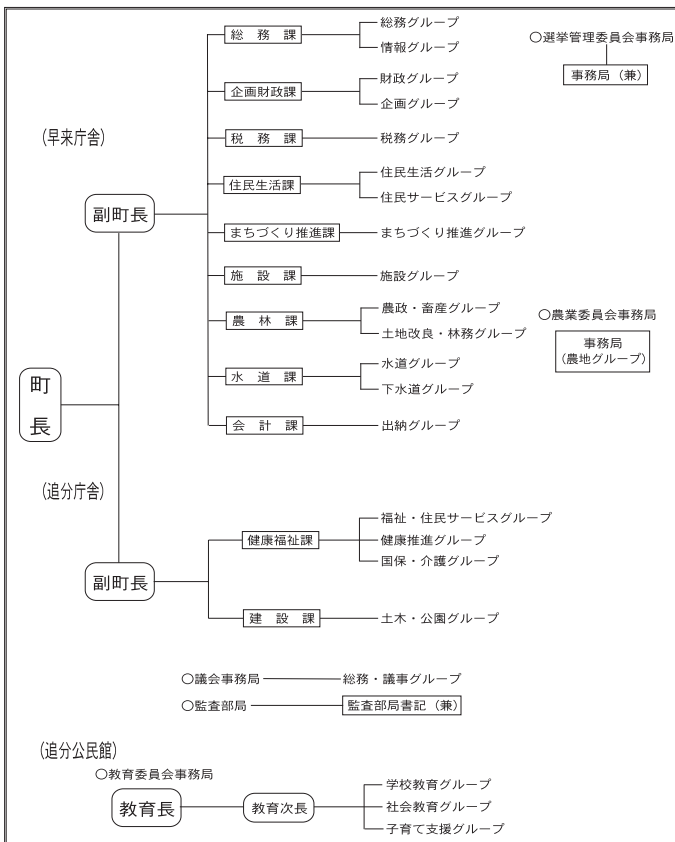 総務課
総務グループ
情報グループ
○選挙管理委員会事務局
事務局（兼）
企画財政課
財政グループ
企画グループ
(早来庁舎)
税務課
税務グループ
副町長
住民生活課
住民生活グループ
住民サービスグループ
まちづくり推進課
まちづくり推進グループ
施設課
施設グループ
農林課
農政・畜産グループ
土地改良・林務グループ
○農業委員会事務局
事務局
(農地グループ)
水道課
水道グループ
下水道グループ
町長
会計課
出納グループ
(追分庁舎)
副町長
健康福祉課
福祉・住民サービスグループ
健康推進グループ
国保・介護グループ
建設課
土木・公園グループ
○議会事務局
総務・議事グループ
○監査部局
監査部局書記（兼）
(追分公民館)
○教育委員会事務局
教育長
教育次長
学校教育グループ
社会教育グループ
子育て支援グループ